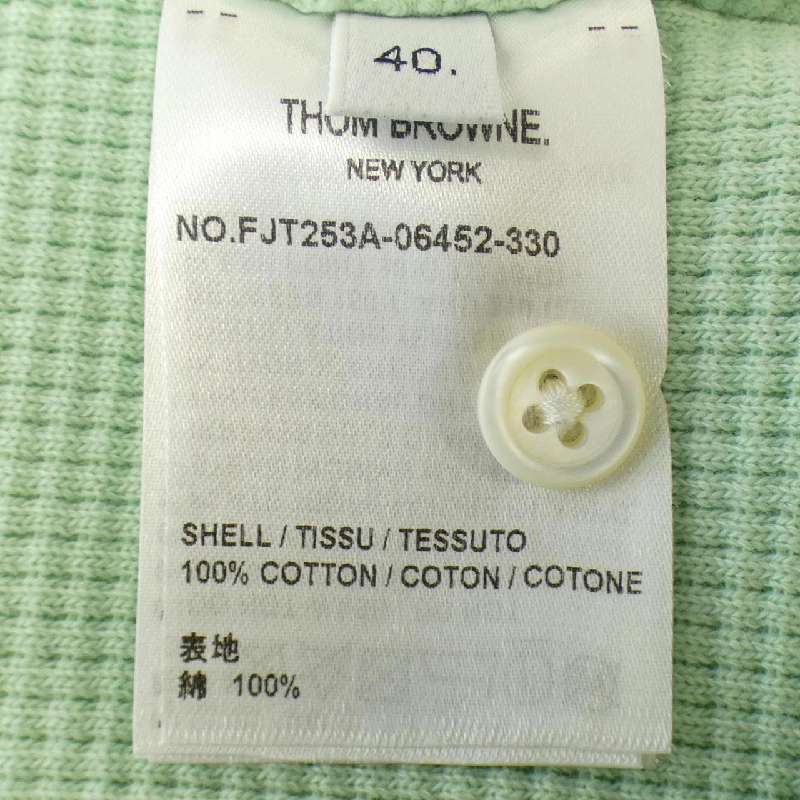 40.
THOM BROWNE.
NEW YORK
NO.FJT253A-06452-330
SHELL / TISSU / TESSUTO
100% COTTON / COTON / COTONE
表地
綿 100%